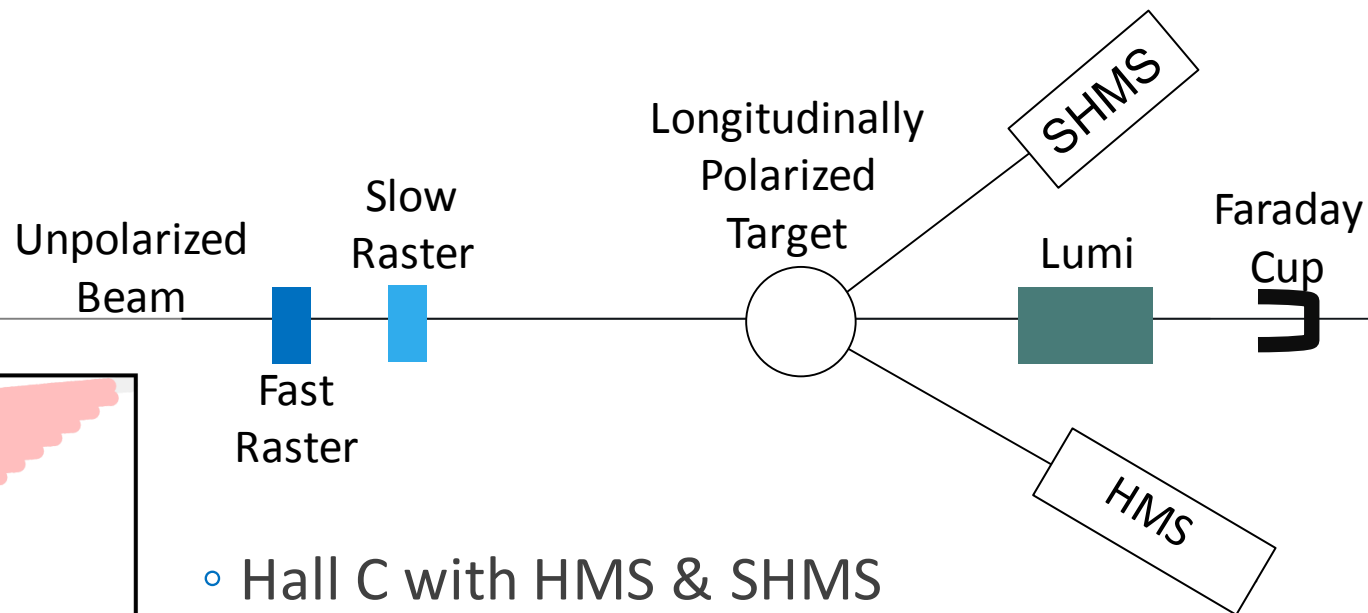 Unpolarized
Beam
Fast
Raster
Slow
Raster
Longitudinally
Polarized
Target
SHMS
HMS
Lumi
Faraday
Cup
◦ Hall C with HMS & SHMS